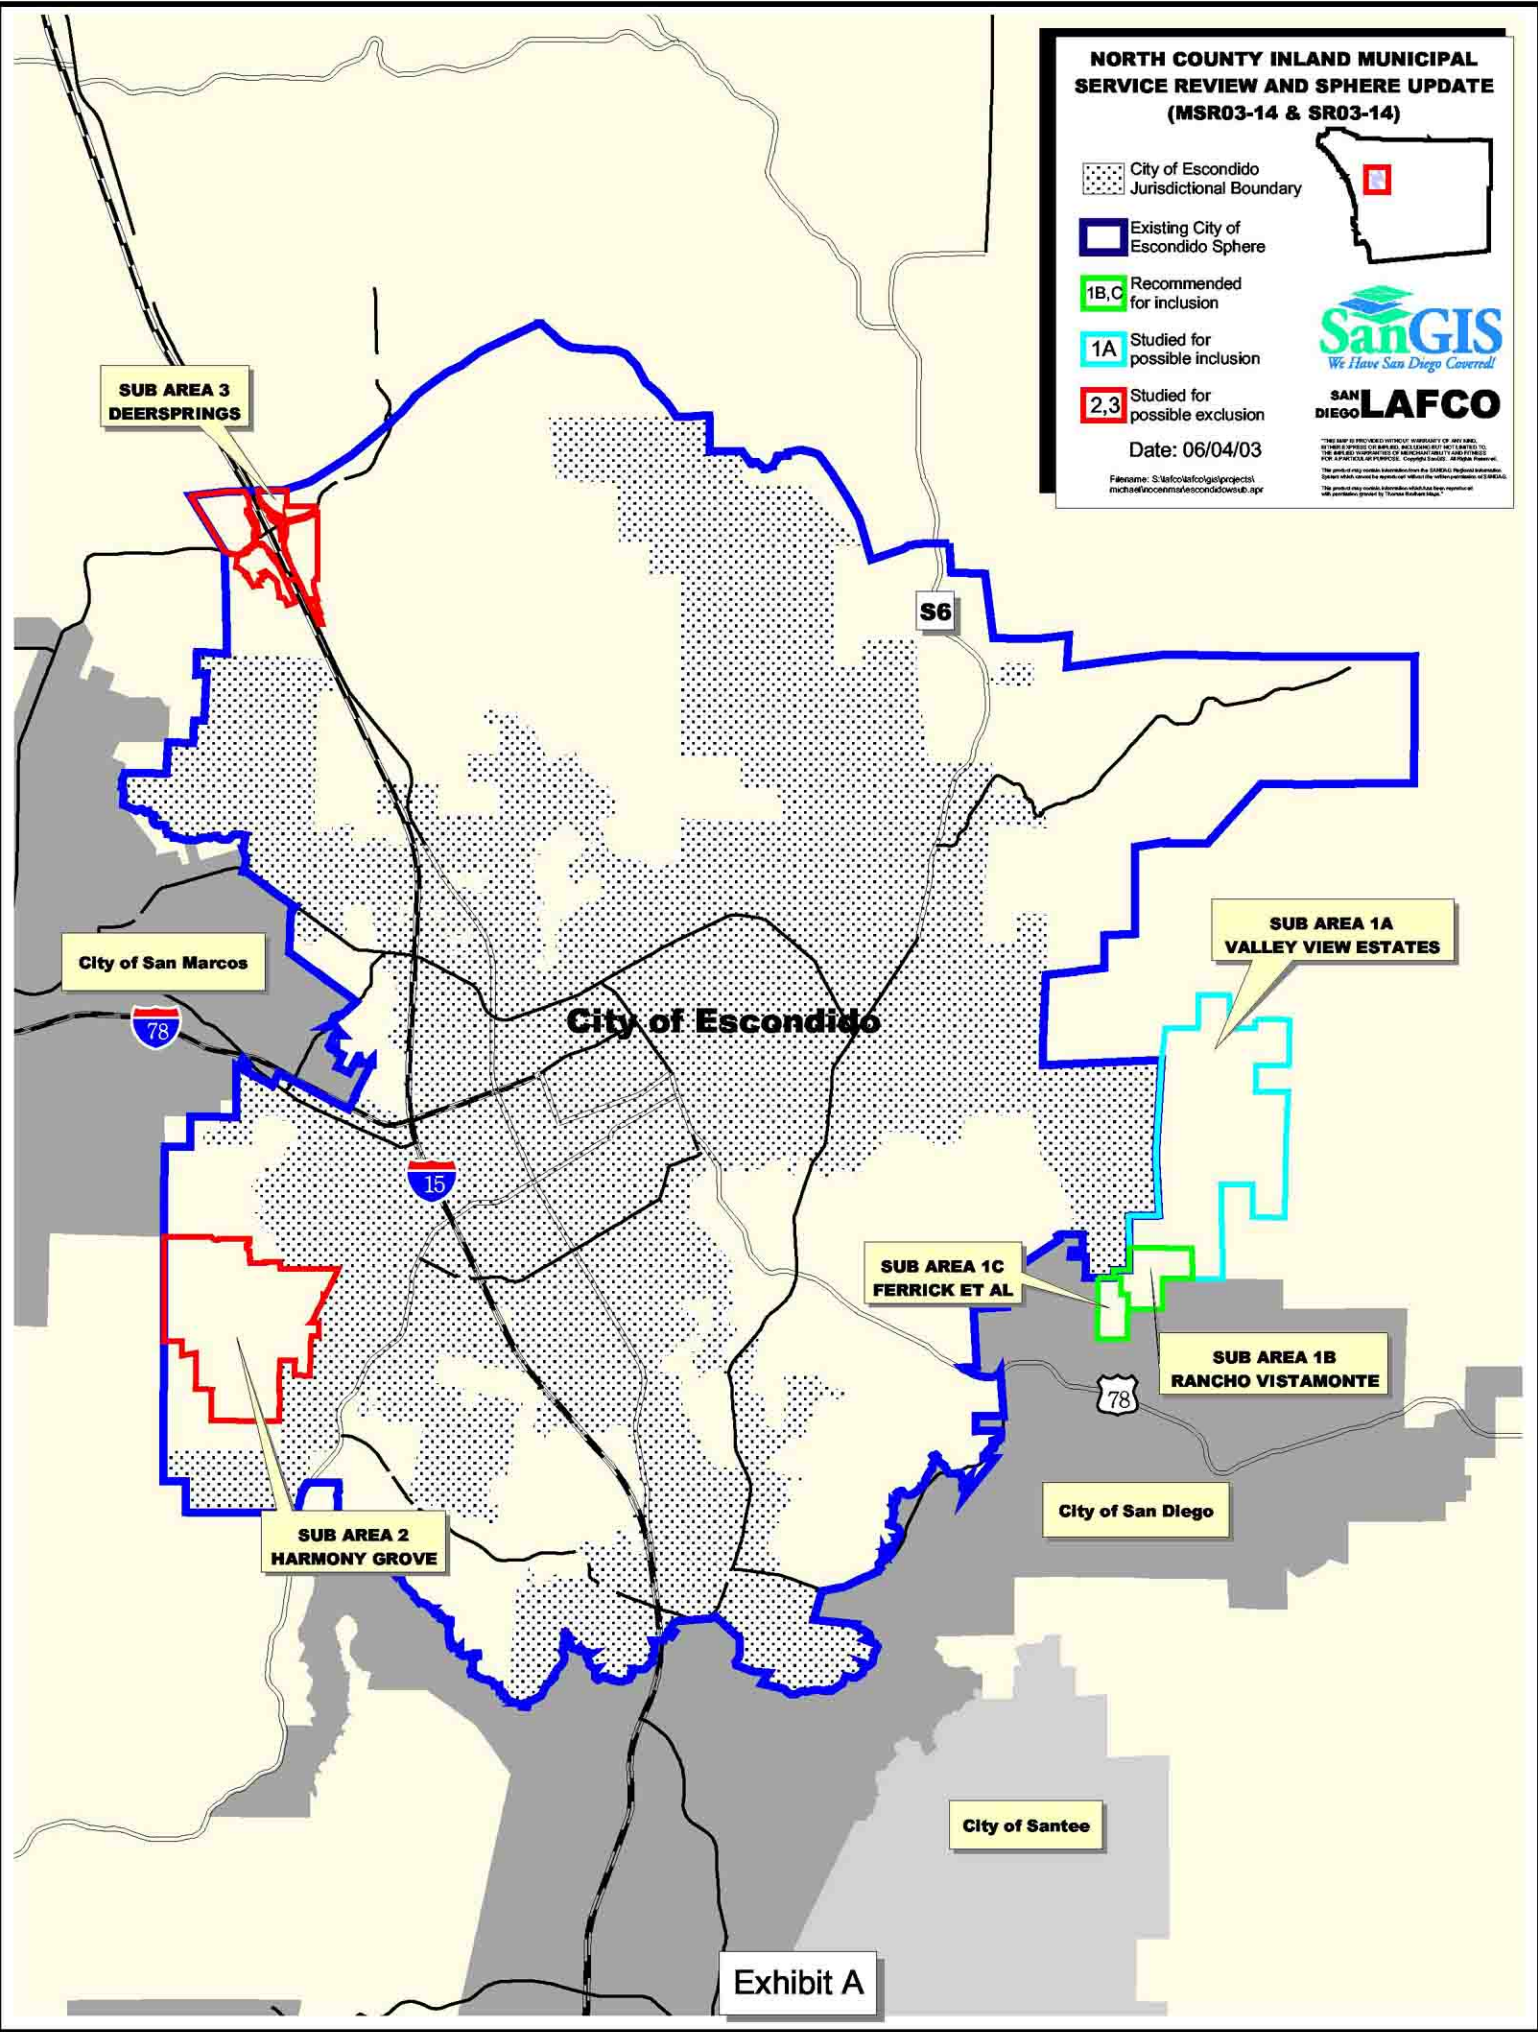 NORTH COUNTY INLAND MUNICIPAL
SERVICE REVIEW AND SPHERE UPDATE
(MSR03-14 & SR03-14)
City of Escondido
Jurisdictional Boundary
Existing City of
Escondido Sphere
1B,C
Recommended
for inclusion
1A
Studied for
possible inclusion
2,3
Studied for
possible exclusion
Date: 06/04/03
SanGIS
We Have San Diego Covered!
SAN
DIEGO LAFCO
SUB AREA 3
DEERSPRINGS
S6
SUB AREA 1A
VALLEY VIEW ESTATES
City of San Marcos
78
City of Escondido
15
SUB AREA 1C
FERRICK ET AL
SUB AREA 1B
RANCHO VISTAMONTE
78
City of San Diego
SUB AREA 2
HARMONY GROVE
City of Santee
Exhibit A